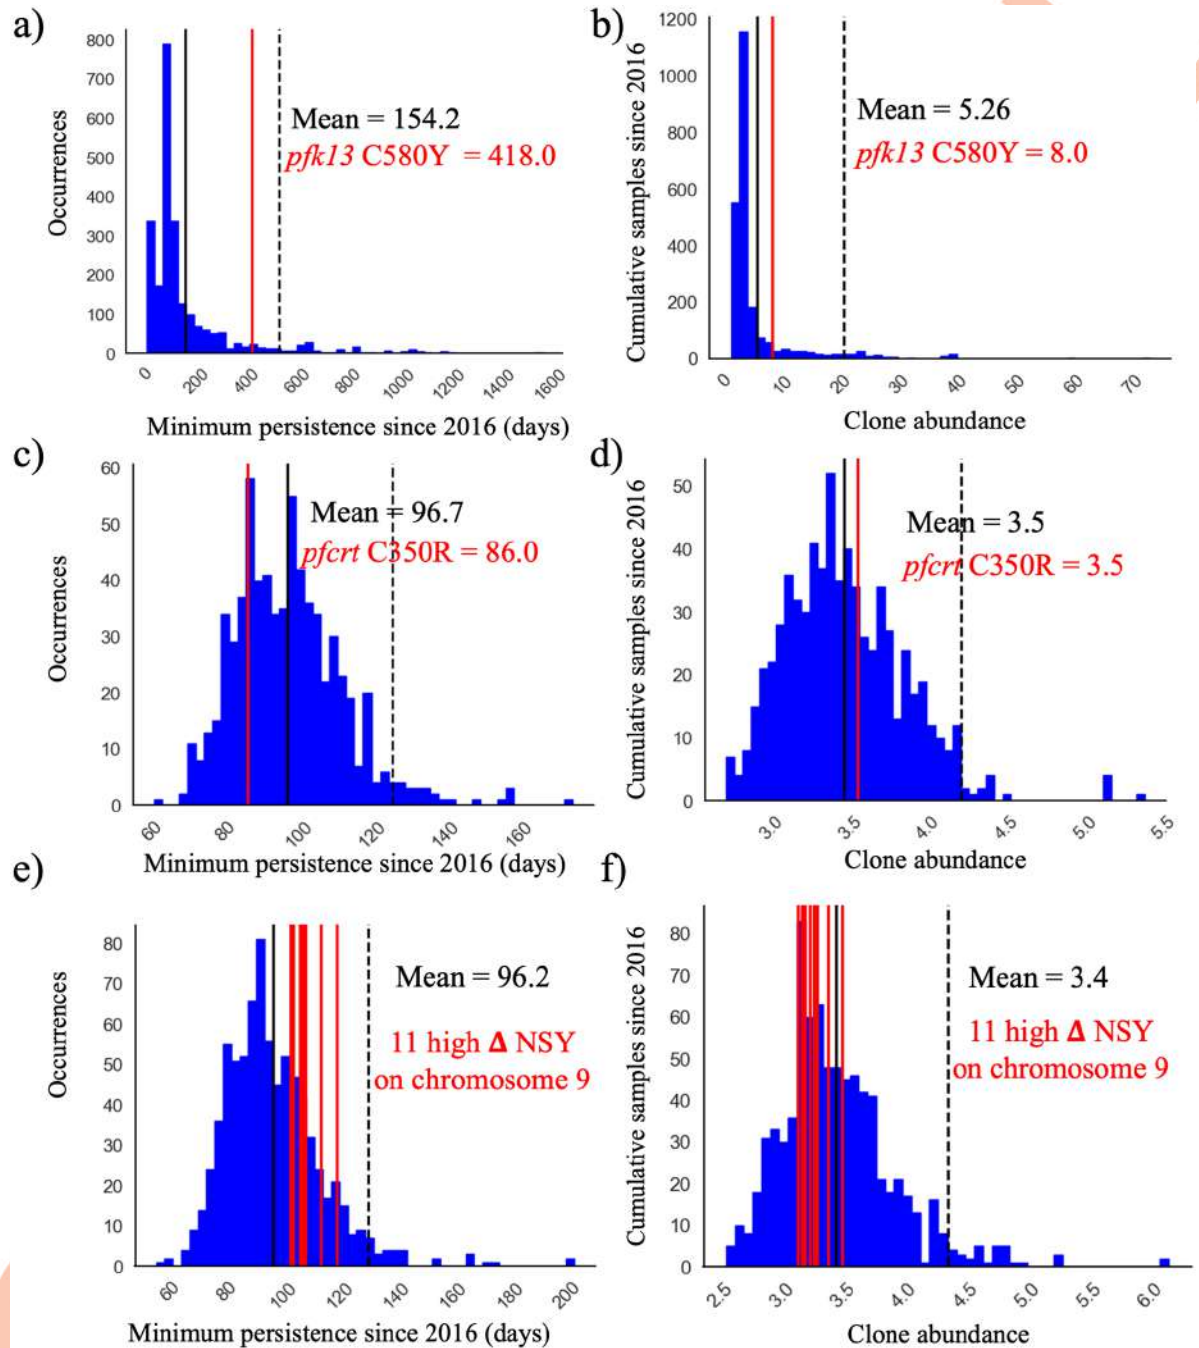 a)
Occurrences
800
700
600
500
400
300
200
100
0
Mean = 154.2
pfk13 C580Y = 418.0
0
200
400
600
800
1000
1200
1400
1600
Minimum persistence since 2016 (days)
b)
Cumulative samples since 2016
1200
1000
800
600
400
200
0
Mean = 5.26
pfk13 C580Y = 8.0
0
10
20
30
40
50
60
70
Clone abundance
c)
Occurrences
60
50
40
30
20
10
0
Mean = 96.7
pfcrt C350R = 86.0
60
80
100
120
140
160
Minimum persistence since 2016 (days)
d)
Cumulative samples since 2016
50
40
30
20
10
0
Mean = 3.5
pfcrt C350R = 3.5
3.0
3.5
4.0
4.5
5.0
5.5
Clone abundance
e)
Occurrences
80
70
60
50
40
30
20
10
0
Mean = 96.2
11 high Δ NSY
on chromosome 9
60
80
100
120
140
160
180
200
Minimum persistence since 2016 (days)
f)
Cumulative samples since 2016
80
70
60
50
40
30
20
10
0
Mean = 3.4
11 high Δ NSY
on chromosome 9
2.5
3.0
3.5
4.0
4.5
5.0
5.5
6.0
Clone abundance